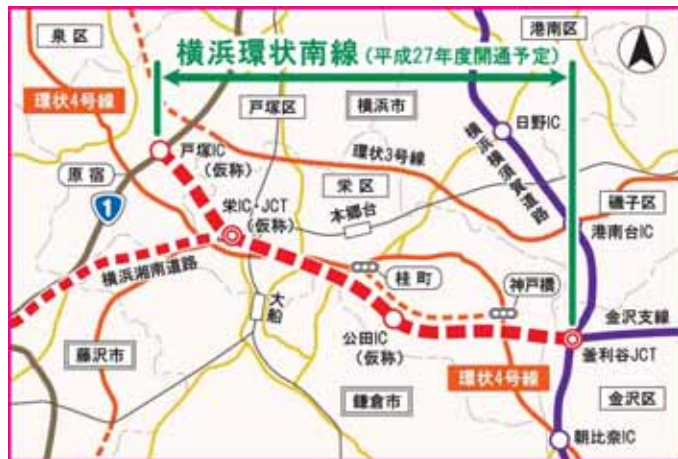 泉区
港南区
横浜環状南線(平成27年度開通予定)
環状4号線
戸塚区
横浜市
日野IC
横浜横須賀道路
戸塚IC
(仮称)
環状3号線
原宿
栄区
磯子区
1
栄IC・JCT
(仮称)
本郷台
港南台IC
横浜湘南道路
桂町
神戸橋
大船
金沢支線
公田IC
(仮称)
釜利谷JCT
藤沢市
環状4号線
鎌倉市
金沢区
朝比奈IC